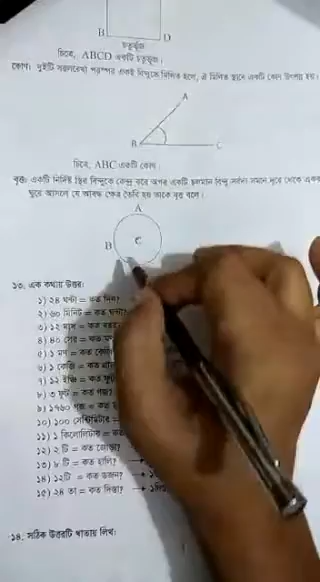 B D
চতুর্ভুজ
চিত্রে, ABCD একটি চতুর্ভুজ।
কোণ: দুইটি সরলরেখা পরস্পর একই বিন্দুতে মিলিত হলে, ঐ মিলিত স্থানে একটি কোণ উৎপন্ন হয়।
A
B C
চিত্রে, ABC একটি কোণ।
বৃত্ত: একটি নির্দিষ্ট স্থির বিন্দুকে কেন্দ্র করে অপর একটি চলমান বিন্দু সর্বদা সমান দূরে থেকে
ঘুরে আসলে যে আবদ্ধ ক্ষেত্র তৈরি হয় তাকে বৃত্ত বলে।
A
B C
১৩. এক কথায় উত্তর:
১) ২৪ ঘণ্টা = কত দিন?
২) ৬০ মিনিট = কত ঘণ্টা
৩) ১২ মাস = কত বছর
৪) ৪০ সের = কত
৫) ১ মণ = কত
৬) ১ কেজি = কত
৭) ১২ ইঞ্চি = কত
৮) ৩ ফুট = কত গজ?
৯) ১৭৬০ গজ = কত
১০) ১০০ সেন্টিমিটার =
১১) ১ কিলোমিটার =
১২) ২ টি = কত জোড়া?
১৩) ৮ টি = কত হালি?
১৪) ১২টি = কত ডজন?
১৫) ২৪ তা = কত দিস্তা?
১৪. সঠিক উত্তরটি খাতায় লিখ: